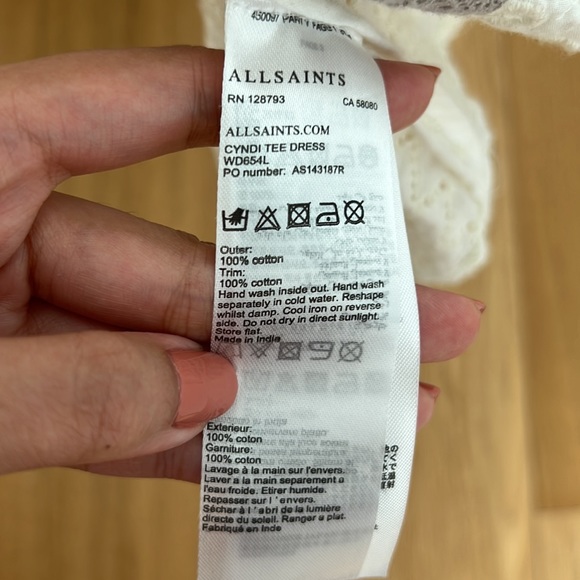 ALLSAINTS
RN 128793 CA 58080
ALLSAINTS.COM
CYNDI TEE DRESS
WD654L
PO number: AS143187R
Outer:
100% cotton
Trim:
100% cotton
Hand wash inside out. Hand wash
separately in cold water. Reshape
whilst damp. Cool iron on reverse
side. Do not dry in direct sunlight.
Store flat.
Made in India
Exterieur:
100% coton
Garniture:
100% coton
Lavage à la main sur l'envers.
Laver a la main separement a
l'eau froide. Etirer humide.
Repasser sur l'envers.
Sécher à l'abri de la lumière
directe du soleil. Ranger a plat.
Fabriqué en Inde